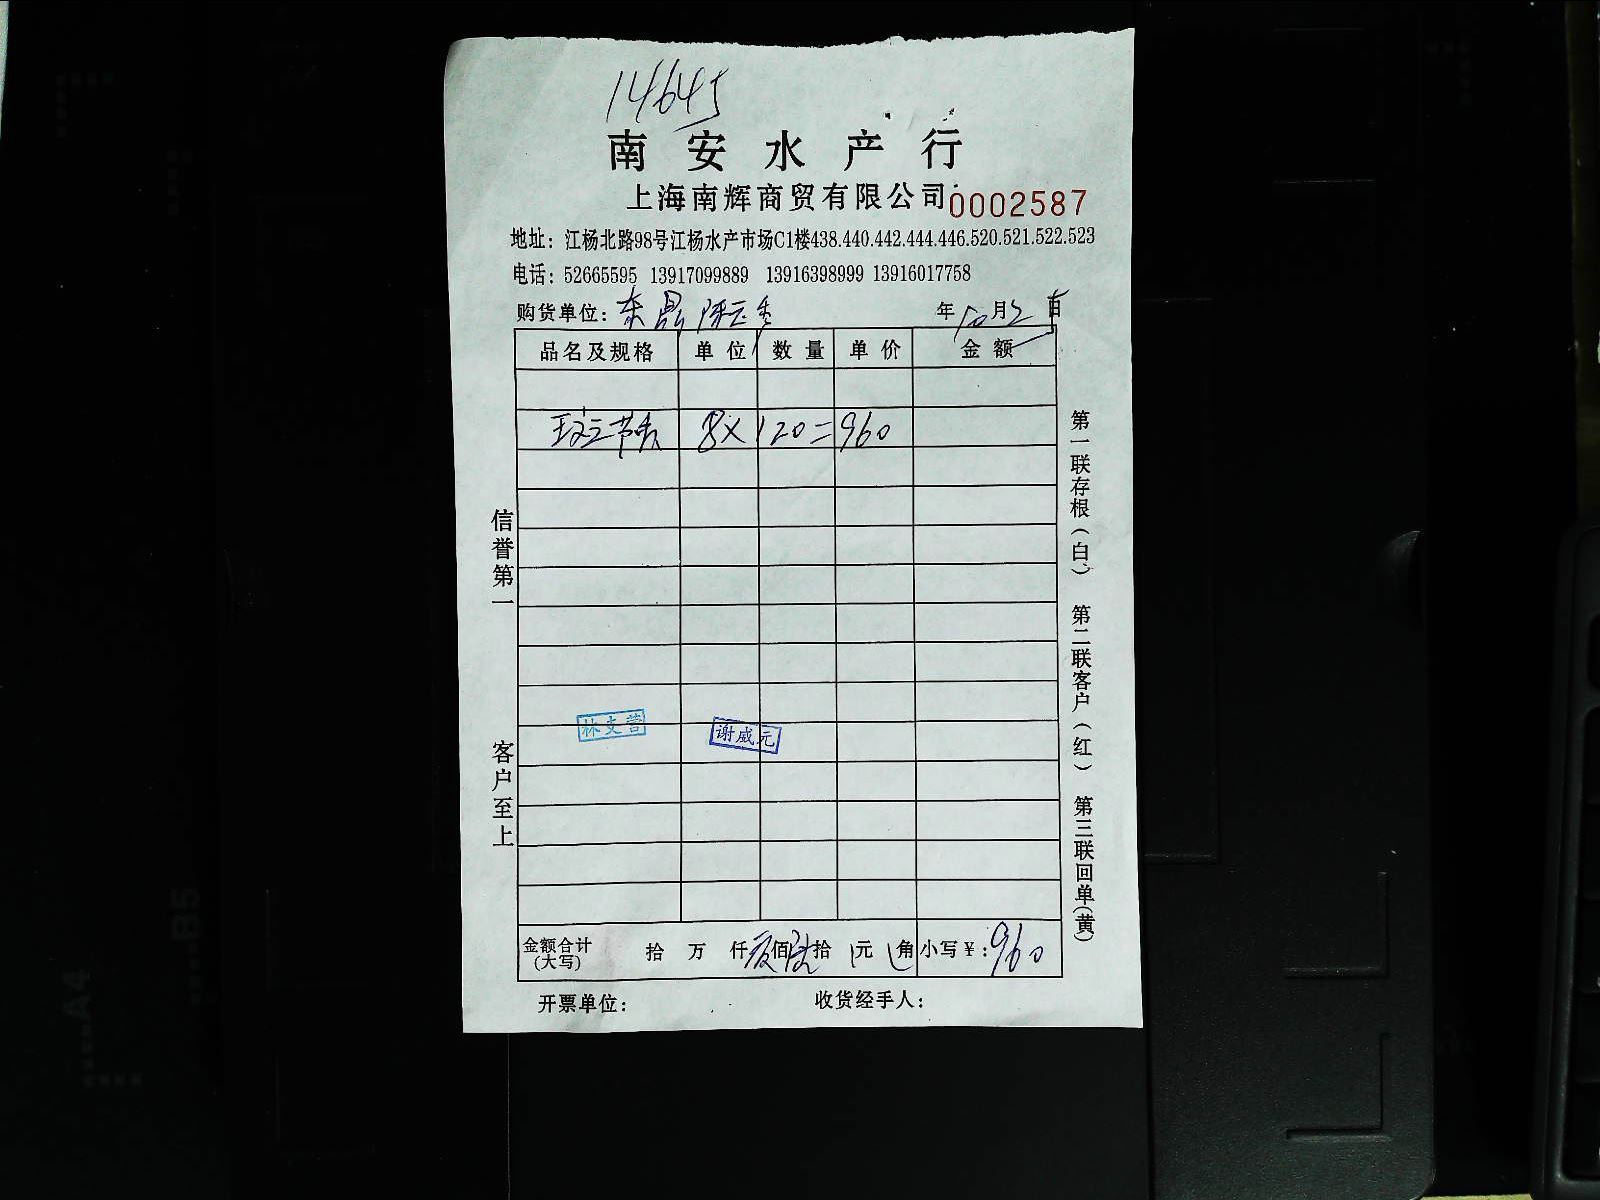 14645
南安水产行
上海南辉商贸有限公司 0002587
地址：江杨北路98号江杨水产市场C1楼438.440.442.444.446.520.521.522.523
电话：52665595 13917099889 13916398999 13916017758
购货单位： 年10月2日
品名及规格 单位 数量 单价 金额
8×120=960
信誉第一
客户至上
第一联存根（白） 第二联客户（红） 第三联回单（黄）
谢威元
金额合计(大写) 拾 万 仟 佰陆拾 元 角 小写¥：960
开票单位： 收货经手人：